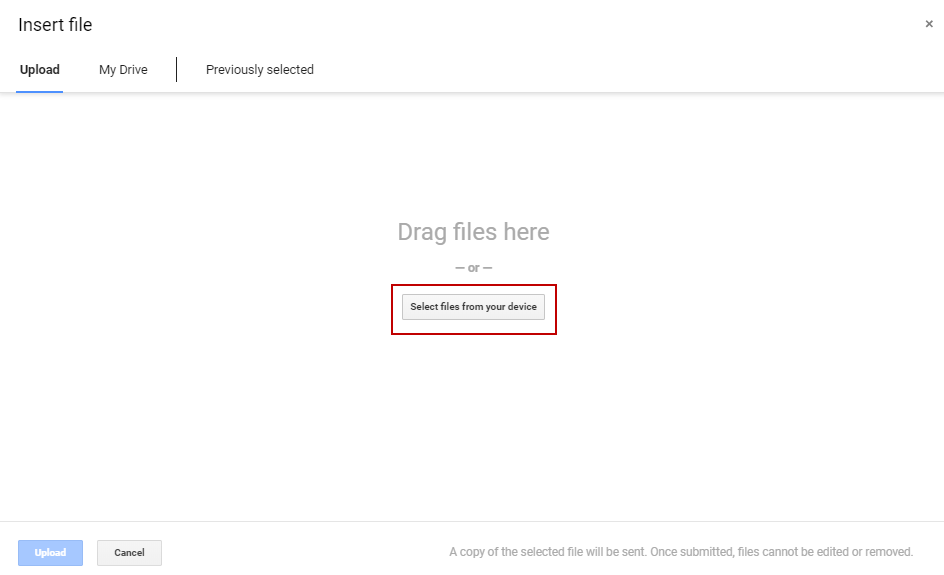 Insert file
×
Upload
My Drive
Previously selected
Drag files here
— or —
Select files from your device
Upload
Cancel
A copy of the selected file will be sent. Once submitted, files cannot be edited or removed.